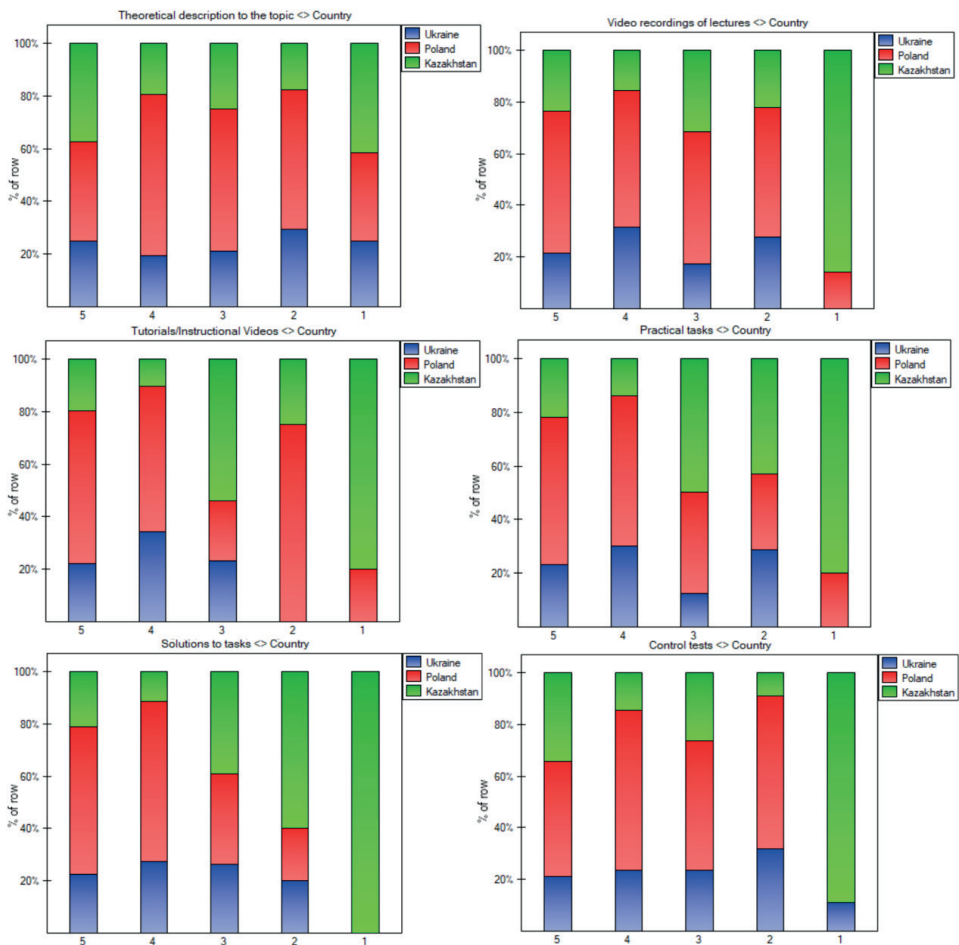 Theoretical description to the topic <> Country
Ukraine
Poland
Kazakhstan
100%
80%
60%
40%
20%
% of row
5 4 3 2 1
Video recordings of lectures <> Country
Ukraine
Poland
Kazakhstan
100%
80%
60%
40%
20%
% of row
5 4 3 2 1
Tutorials/Instructional Videos <> Country
Ukraine
Poland
Kazakhstan
100%
80%
60%
40%
20%
% of row
5 4 3 2 1
Practical tasks <> Country
Ukraine
Poland
Kazakhstan
100%
80%
60%
40%
20%
% of row
5 4 3 2 1
Solutions to tasks <> Country
Ukraine
Poland
Kazakhstan
100%
80%
60%
40%
20%
% of row
5 4 3 2 1
Control tests <> Country
Ukraine
Poland
Kazakhstan
100%
80%
60%
40%
20%
% of row
5 4 3 2 1